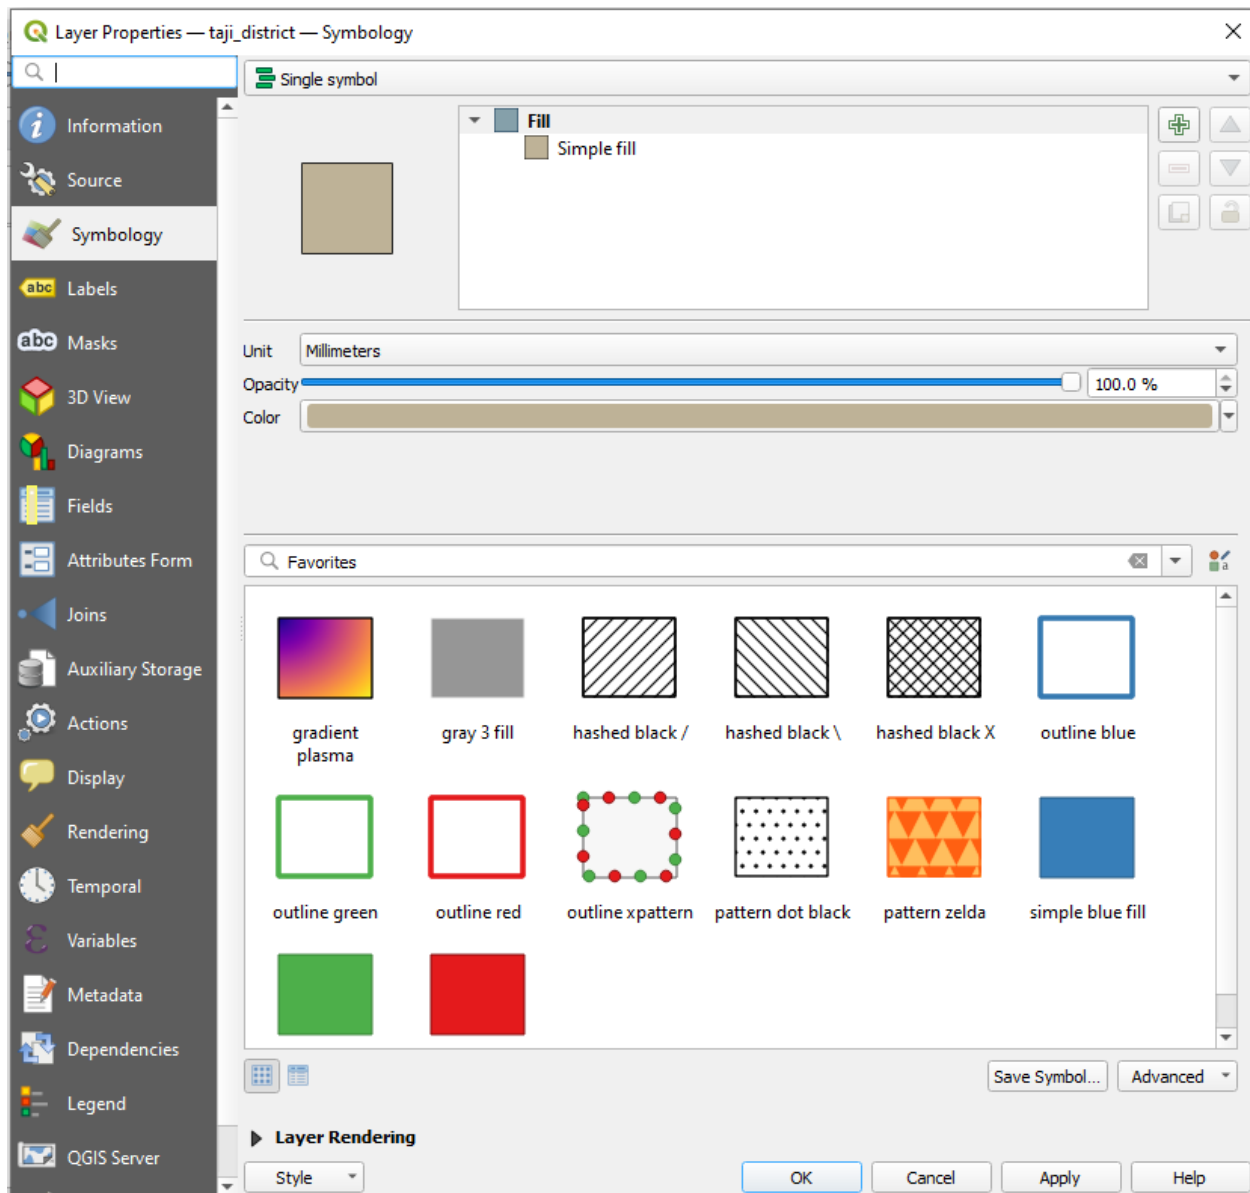 Layer Properties — taji_district — Symbology
Single symbol
Information
Source
Symbology
abc Labels
abc Masks
3D View
Diagrams
Fields
Attributes Form
Joins
Auxiliary Storage
Actions
Display
Rendering
Temporal
Variables
Metadata
Dependencies
Legend
QGIS Server
Fill
Simple fill
Unit Millimeters
Opacity 100.0 %
Color
Favorites
gradient plasma
gray 3 fill
hashed black /
hashed black \
hashed black X
outline blue
outline green
outline red
outline xpattern
pattern dot black
pattern zelda
simple blue fill
Save Symbol...
Advanced
Layer Rendering
Style
OK
Cancel
Apply
Help